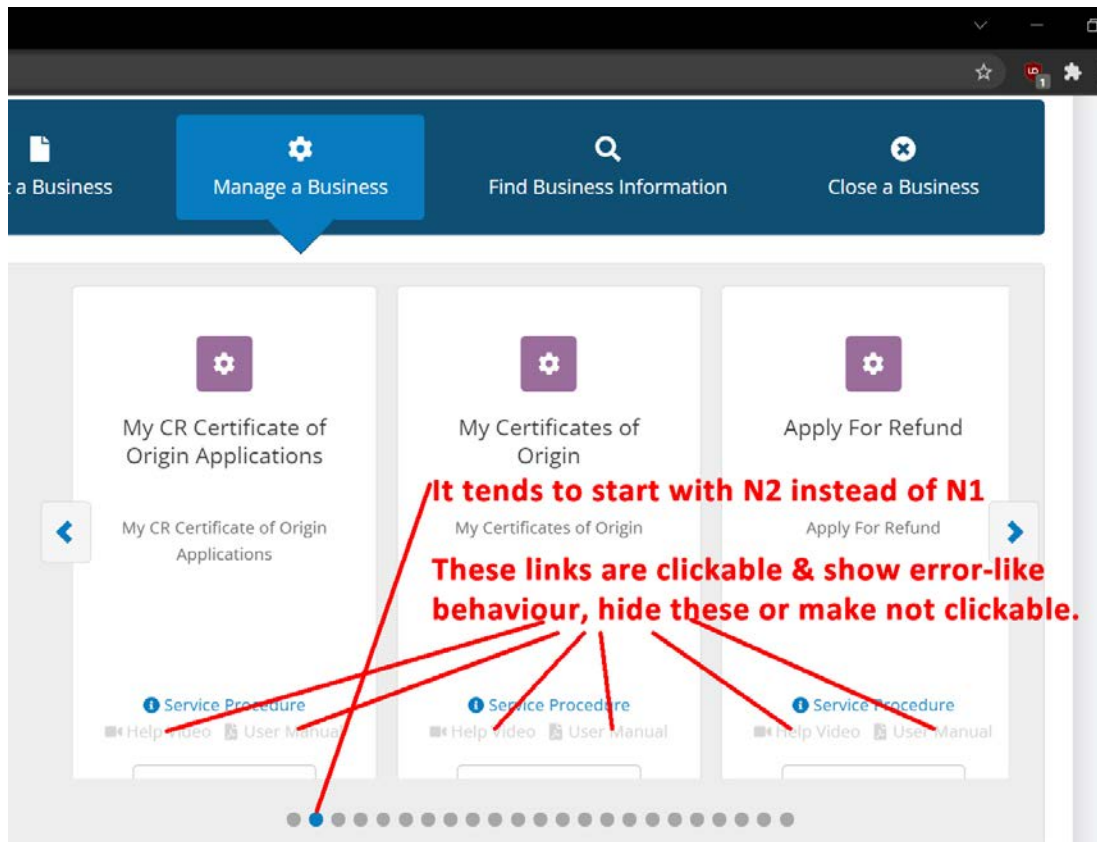 1
a Business
Manage a Business
Find Business Information
Close a Business
My CR Certificate of
Origin Applications
My CR Certificate of Origin
Applications
Service Procedure
Help Video User Manual
My Certificates of
Origin
My Certificates of Origin
Service Procedure
Help Video User Manual
Apply For Refund
Apply For Refund
Service Procedure
Help Video User Manual
It tends to start with N2 instead of N1
These links are clickable & show error-like
behaviour, hide these or make not clickable.